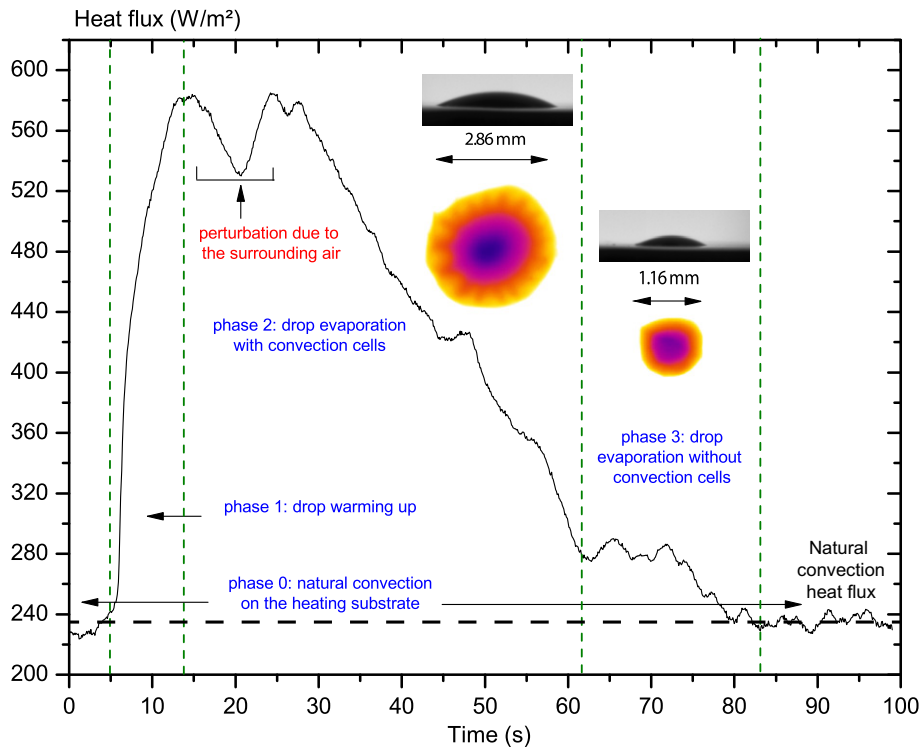 Heat flux (W/m²)
600
560
520
480
440
400
360
320
280
240
200
2.86 mm
1.16 mm
perturbation due to
the surrounding air
phase 2: drop evaporation
with convection cells
phase 3: drop
evaporation without
convection cells
phase 1: drop warming up
phase 0: natural convection
on the heating substrate
Natural
convection
heat flux
0 10 20 30 40 50 60 70 80 90 100
Time (s)